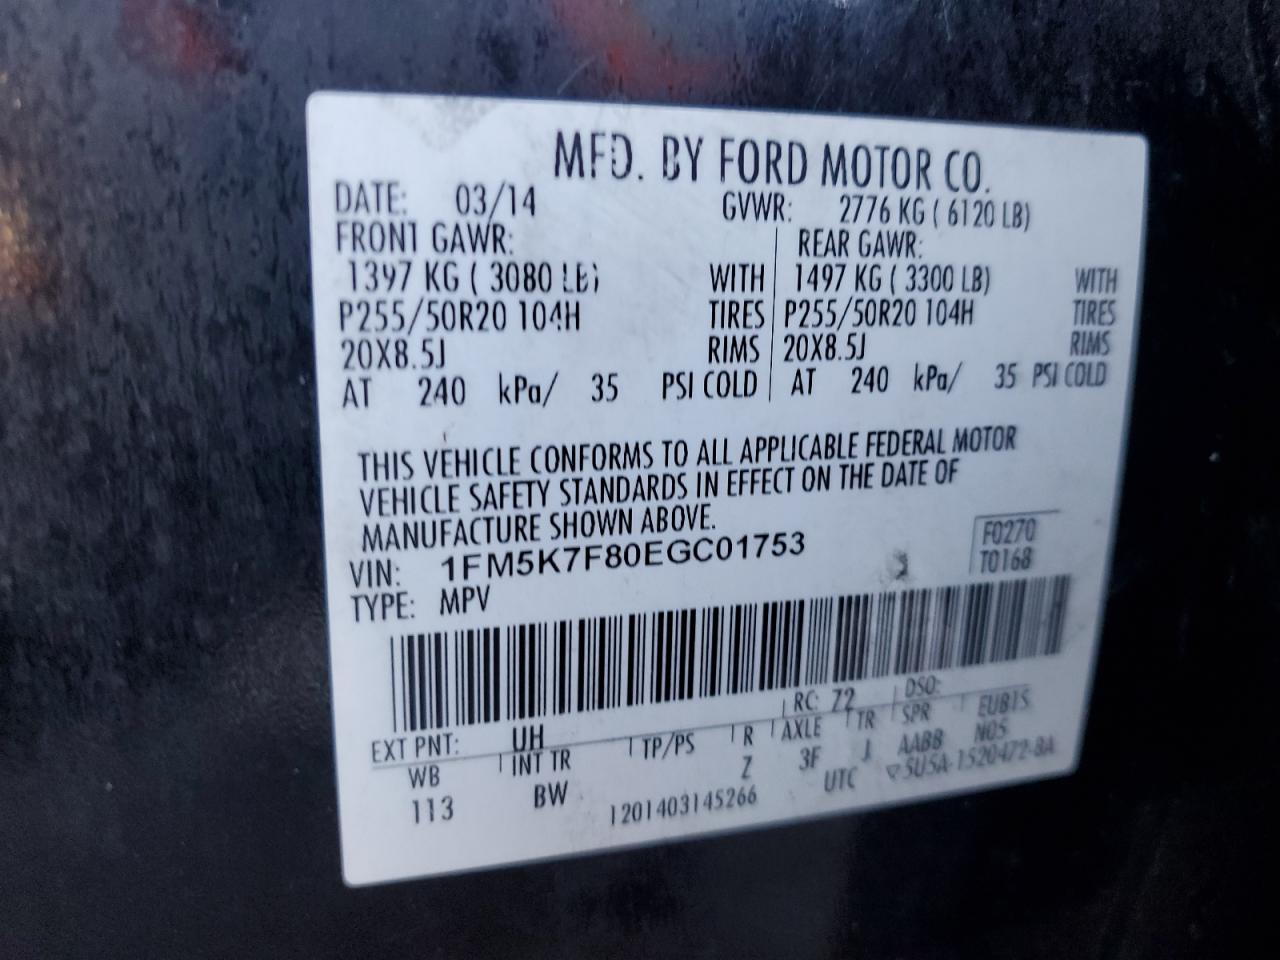 MFD. BY FORD MOTOR CO.
DATE: 03/14 GVWR: 2776 KG ( 6120 LB)
FRONT GAWR: REAR GAWR:
1397 KG ( 3080 LB) WITH 1497 KG ( 3300 LB) WITH
P255/50R20 104H TIRES P255/50R20 104H TIRES
20X8.5J RIMS 20X8.5J RIMS
AT 240 kPa/ 35 PSI COLD AT 240 kPa/ 35 PSI COLD
THIS VEHICLE CONFORMS TO ALL APPLICABLE FEDERAL MOTOR
VEHICLE SAFETY STANDARDS IN EFFECT ON THE DATE OF
MANUFACTURE SHOWN ABOVE.
F0270
VIN: 1FM5K7F80EGC01753
T0168
TYPE: MPV
EXT PNT: UH RC: 72 DSO:
WB INT TR TP/PS R AXLE TR SPR EUB1S
113 BW Z 3F J AABB N05
1201403145266 UTC ▽5U5A-1520472-BA